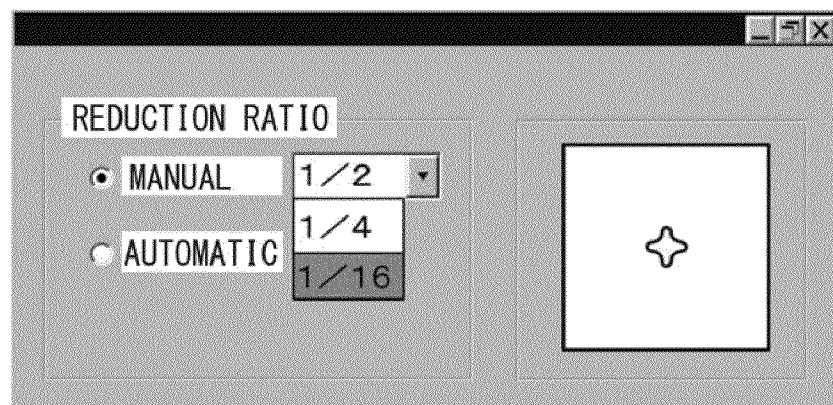 REDUCTION RATIO
MANUAL 1/2
1/4
AUTOMATIC
1/16